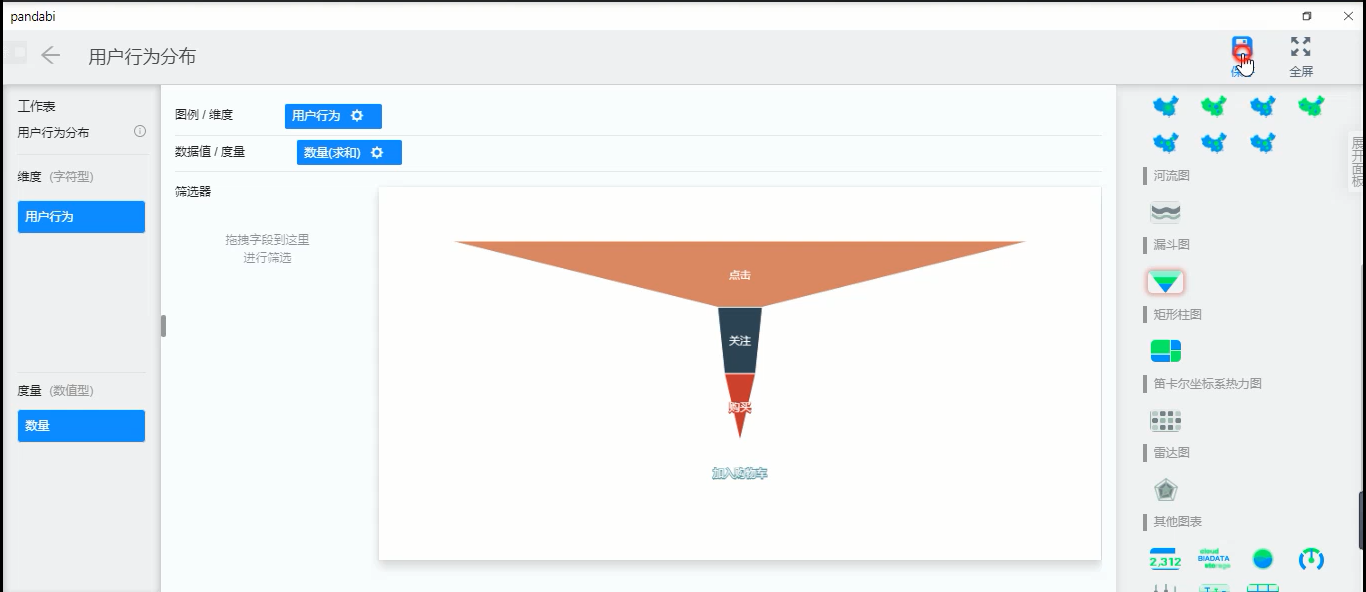 pandabi
用户行为分布
全屏
工作表
用户行为分布
维度 (字符型)
用户行为
度量 (数值型)
数量
图例 / 维度
用户行为
数据值 / 度量
数量(求和)
筛选器
拖拽字段到这里
进行筛选
点击
关注
购买
加入购物车
展开面板
河流图
漏斗图
矩形柱图
笛卡尔坐标系热力图
雷达图
其他图表
2,312
BIADATA